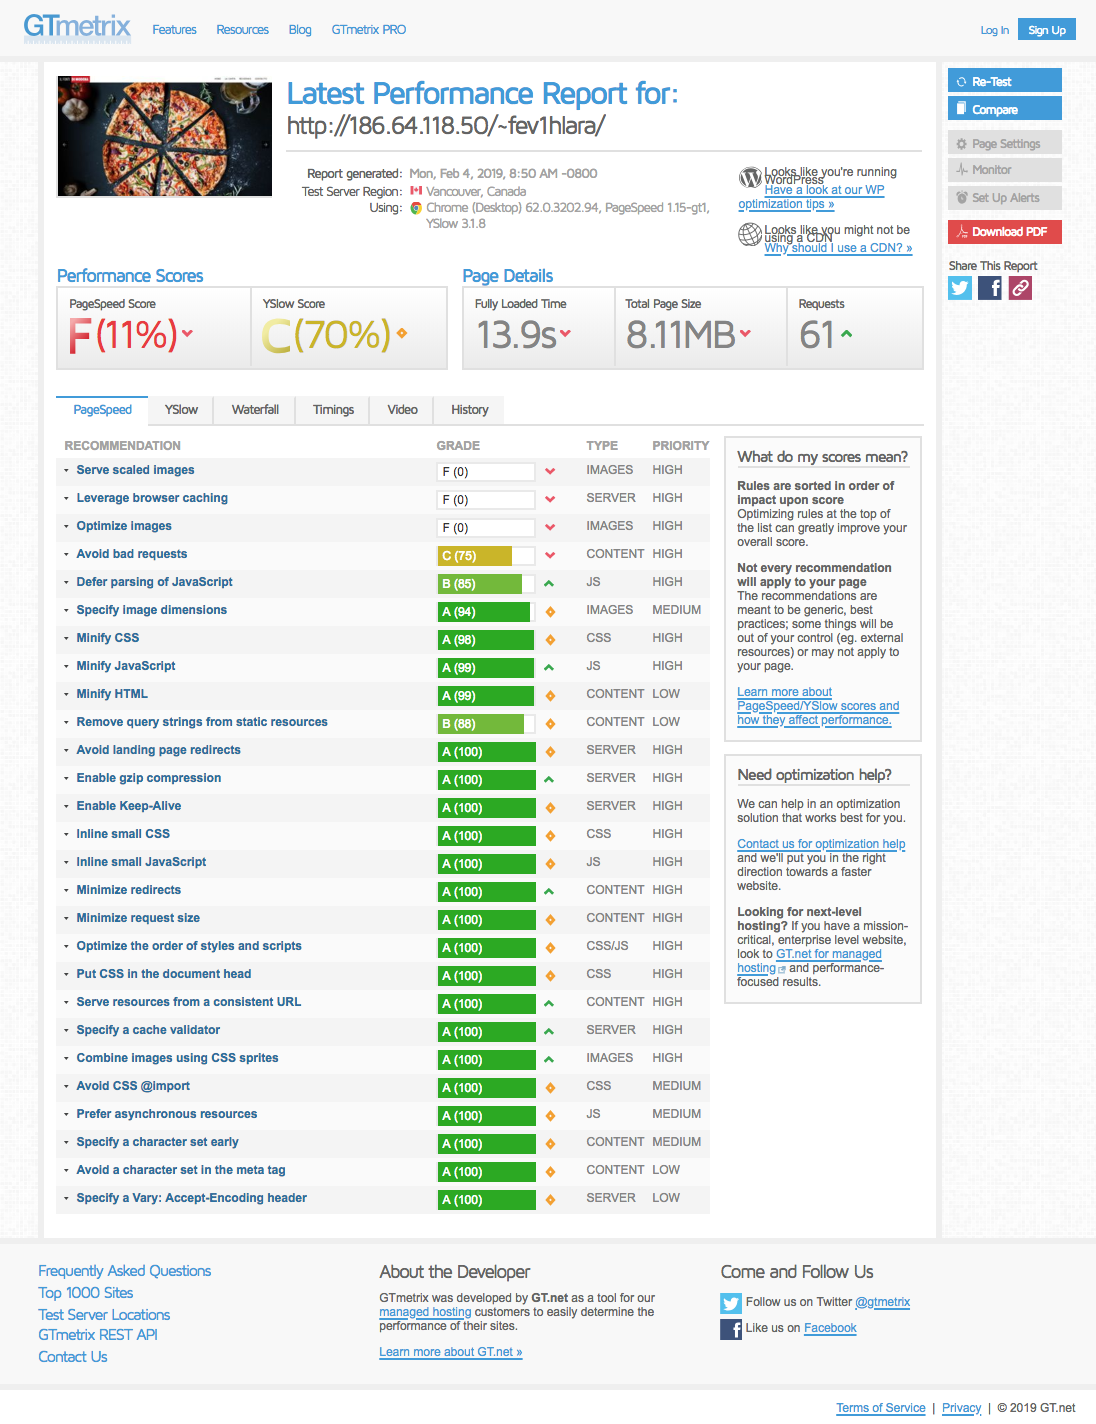 GTmetrix
Features Resources Blog GTmetrix PRO
Log In Sign Up
Latest Performance Report for:
http://186.64.118.50/~fev1hlara/
Report generated: Mon, Feb 4, 2019, 8:50 AM -0800
Test Server Region: Vancouver, Canada
Using: Chrome (Desktop) 62.0.3202.94, PageSpeed 1.15-gt1,
YSlow 3.1.8
Looks like you're running
WordPress
Have a look at our WP
optimization tips »
Looks like you might not be
using a CDN
Why should I use a CDN? »
Re-Test
Compare
Page Settings
Monitor
Set Up Alerts
Download PDF
Share This Report
Performance Scores
PageSpeed Score YSlow Score
F(11%) C(70%)
Page Details
Fully Loaded Time Total Page Size Requests
13.9s 8.11MB 61
PageSpeed YSlow Waterfall Timings Video History
RECOMMENDATION GRADE TYPE PRIORITY
Serve scaled images F (0) IMAGES HIGH
Leverage browser caching F (0) SERVER HIGH
Optimize images F (0) IMAGES HIGH
Avoid bad requests C (75) CONTENT HIGH
Defer parsing of JavaScript B (85) JS HIGH
Specify image dimensions A (94) IMAGES MEDIUM
Minify CSS A (98) CSS HIGH
Minify JavaScript A (99) JS HIGH
Minify HTML A (99) CONTENT LOW
Remove query strings from static resources B (88) CONTENT LOW
Avoid landing page redirects A (100) SERVER HIGH
Enable gzip compression A (100) SERVER HIGH
Enable Keep-Alive A (100) SERVER HIGH
Inline small CSS A (100) CSS HIGH
Inline small JavaScript A (100) JS HIGH
Minimize redirects A (100) CONTENT HIGH
Minimize request size A (100) CONTENT HIGH
Optimize the order of styles and scripts A (100) CSS/JS HIGH
Put CSS in the document head A (100) CSS HIGH
Serve resources from a consistent URL A (100) CONTENT HIGH
Specify a cache validator A (100) SERVER HIGH
Combine images using CSS sprites A (100) IMAGES HIGH
Avoid CSS @import A (100) CSS MEDIUM
Prefer asynchronous resources A (100) JS MEDIUM
Specify a character set early A (100) CONTENT MEDIUM
Avoid a character set in the meta tag A (100) CONTENT LOW
Specify a Vary: Accept-Encoding header A (100) SERVER LOW
What do my scores mean?
Rules are sorted in order of
impact upon score
Optimizing rules at the top of
the list can greatly improve your
overall score.
Not every recommendation
will apply to your page
The recommendations are
meant to be generic, best
practices; some things will be
out of your control (eg. external
resources) or may not apply to
your page.
Learn more about
PageSpeed/YSlow scores and
how they affect performance.
Need optimization help?
We can help in an optimization
solution that works best for you.
Contact us for optimization help
and we'll put you in the right
direction towards a faster
website.
Looking for next-level
hosting? If you have a mission-
critical, enterprise level website,
look to GT.net for managed
hosting and performance-
focused results.
Frequently Asked Questions
Top 1000 Sites
Test Server Locations
GTmetrix REST API
Contact Us
About the Developer
GTmetrix was developed by GT.net as a tool for our
managed hosting customers to easily determine the
performance of their sites.
Learn more about GT.net »
Come and Follow Us
Follow us on Twitter @gtmetrix
Like us on Facebook
Terms of Service | Privacy | © 2019 GT.net